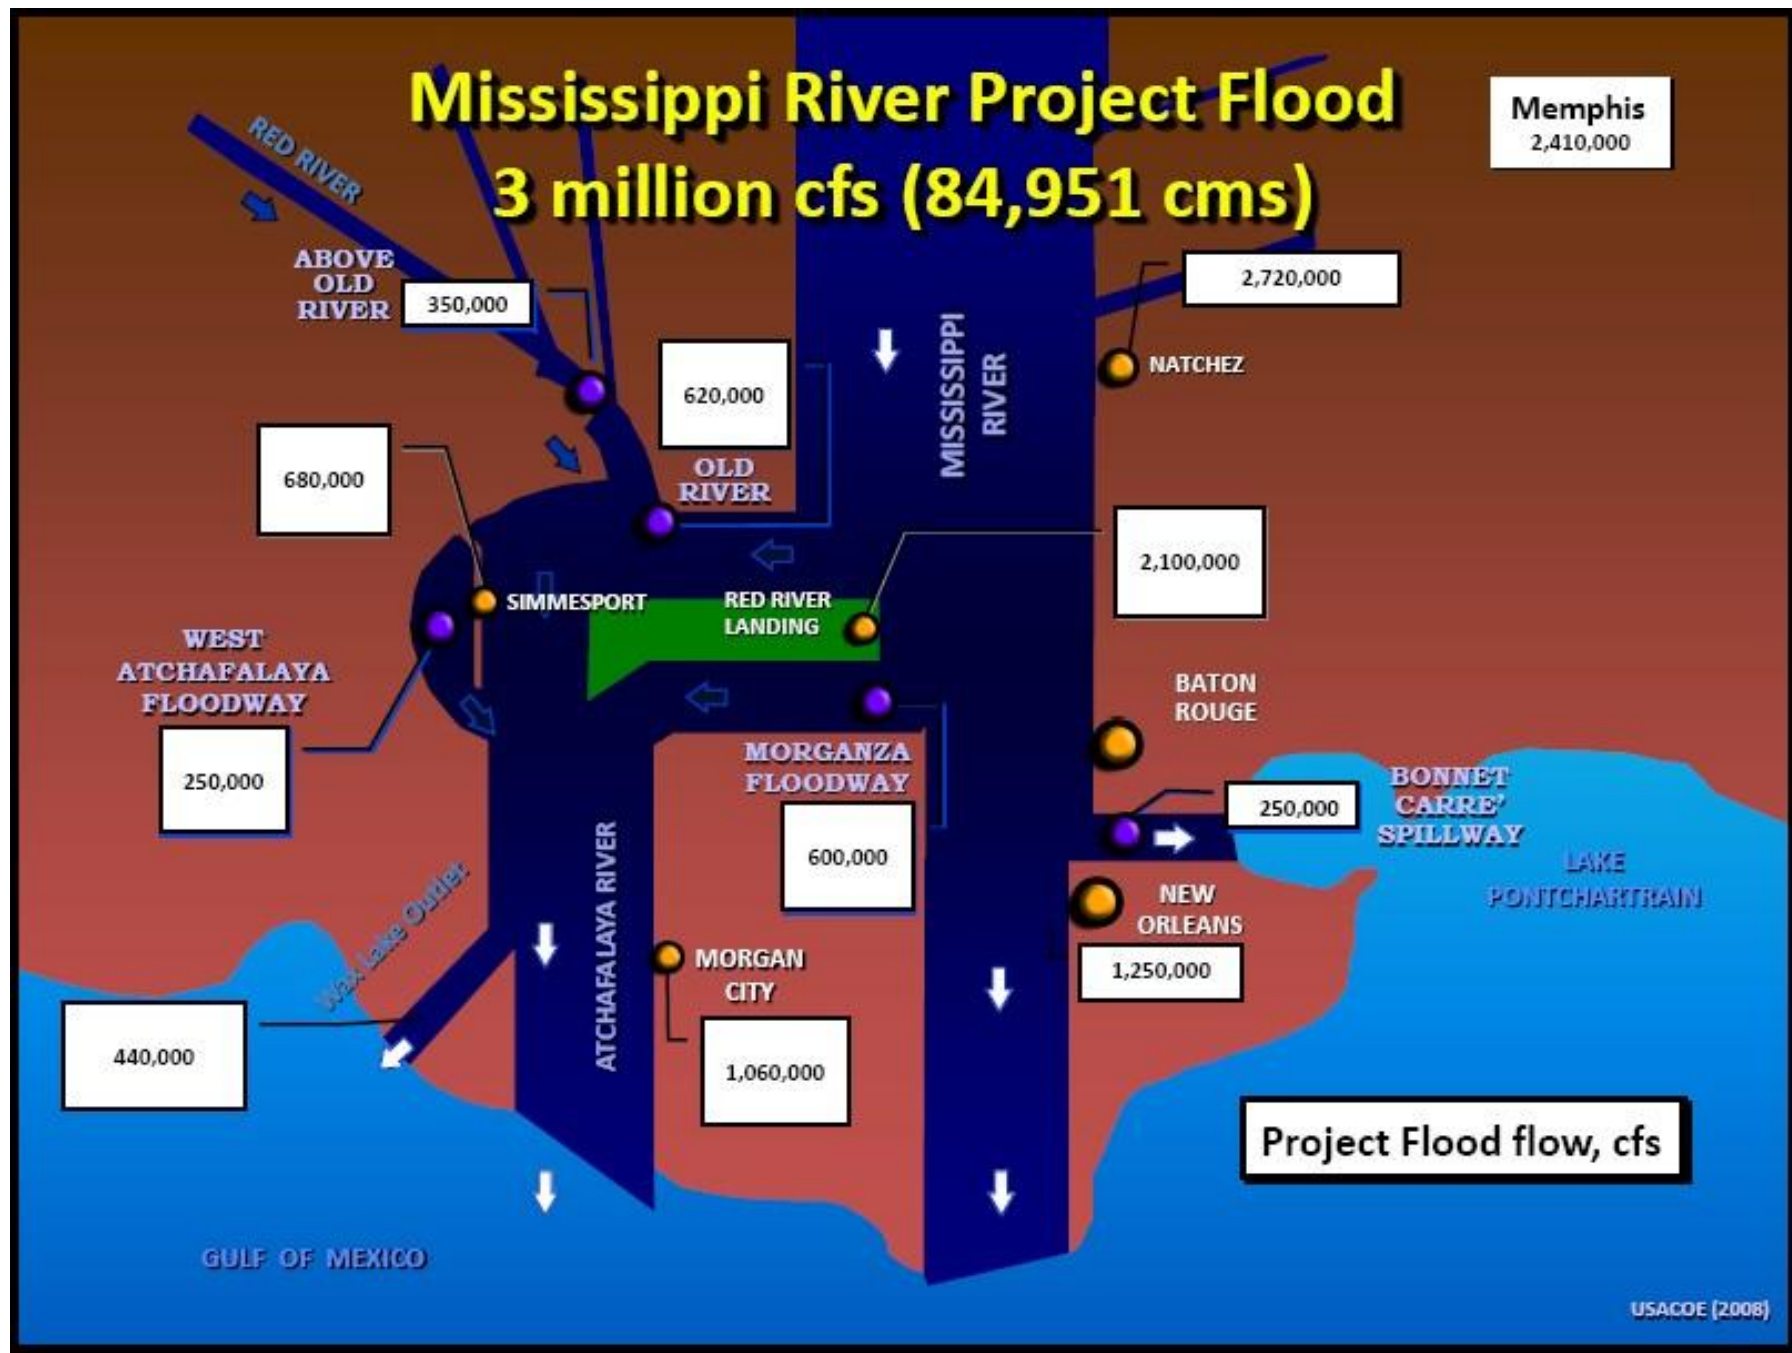 Mississippi River Project Flood
3 million cfs (84,951 cms)
Memphis
2,410,000
RED RIVER
ABOVE
OLD
RIVER
350,000
2,720,000
NATCHEZ
MISSISSIPPI
RIVER
620,000
OLD
RIVER
680,000
SIMMESPORT
RED RIVER
LANDING
2,100,000
WEST
ATCHAFALAYA
FLOODWAY
250,000
MORGANZA
FLOODWAY
600,000
BATON
ROUGE
250,000
BONNET
CARRE’
SPILLWAY
LAKE
PONTCHARTRAIN
NEW
ORLEANS
1,250,000
ATCHAFALAYA RIVER
Wax Lake Outlet
440,000
MORGAN
CITY
1,060,000
Project Flood flow, cfs
GULF OF MEXICO
USACOE (2008)